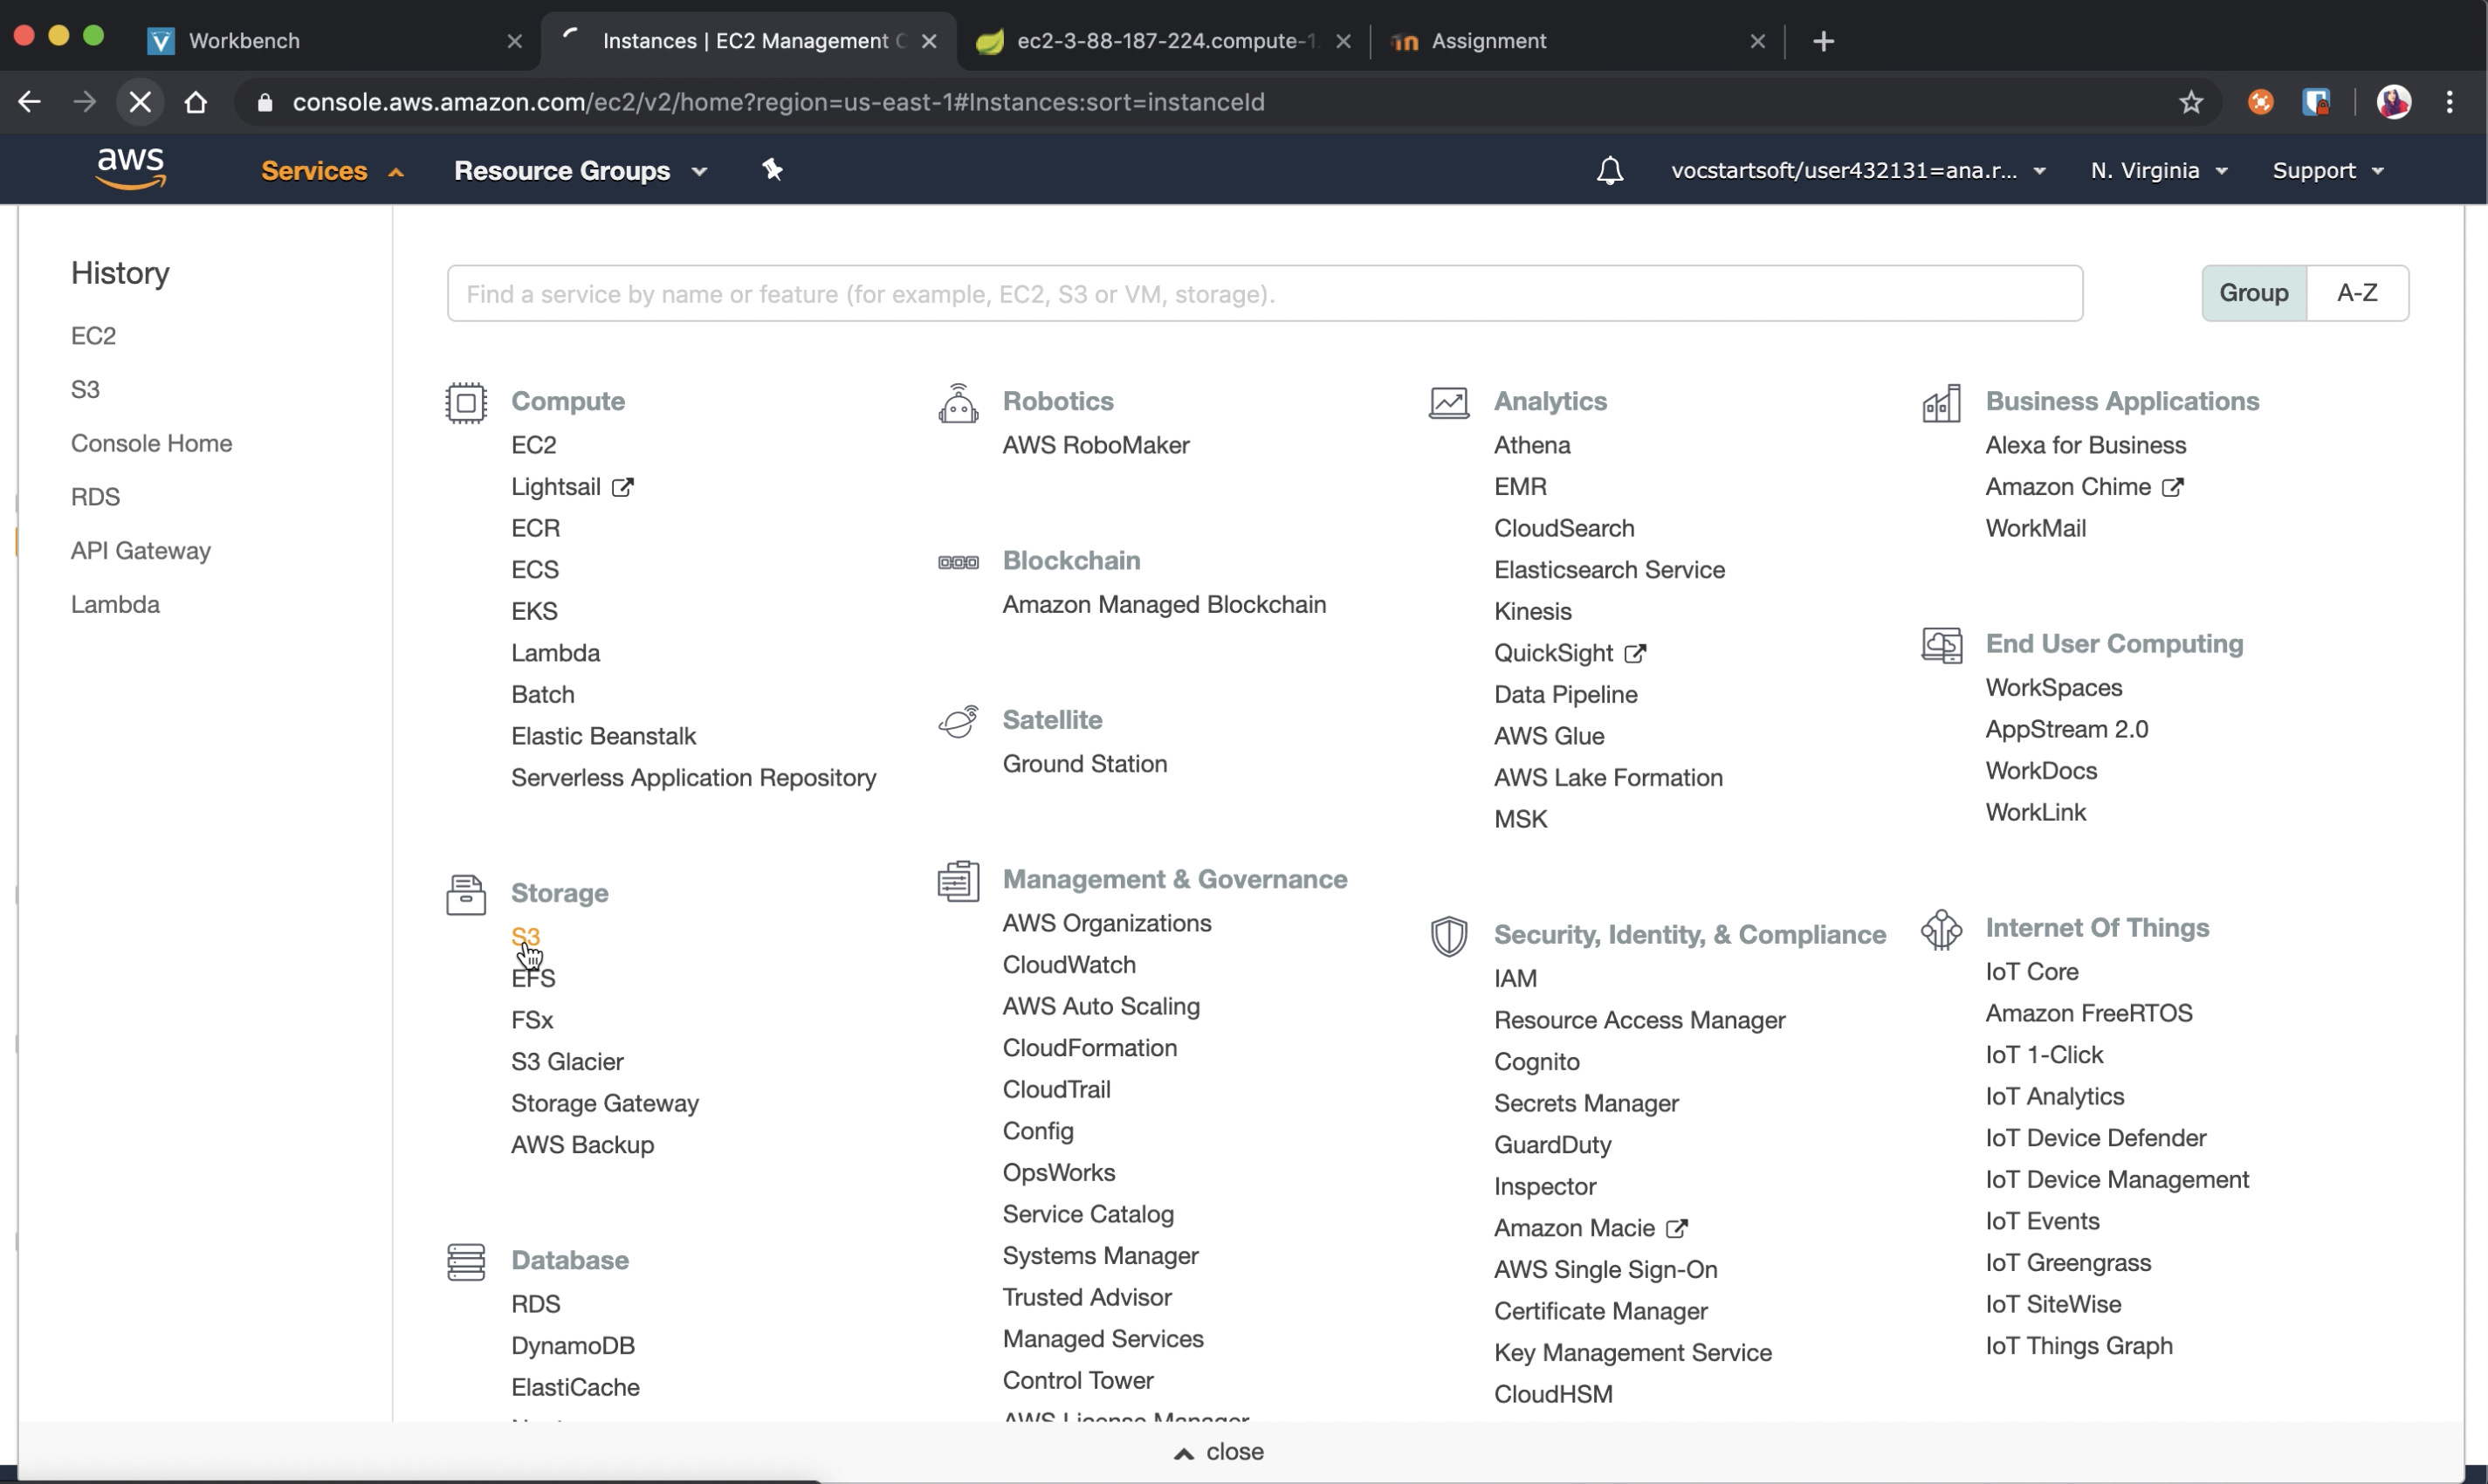 Workbench
Instances | EC2 Management C
ec2-3-88-187-224.compute-1.
Assignment
console.aws.amazon.com/ec2/v2/home?region=us-east-1#Instances:sort=instanceId
aws
Services
Resource Groups
vocstartsoft/user432131=ana.r...
N. Virginia
Support
History
EC2
S3
Console Home
RDS
API Gateway
Lambda
Find a service by name or feature (for example, EC2, S3 or VM, storage).
Group
A-Z
Compute
EC2
Lightsail
ECR
ECS
EKS
Lambda
Batch
Elastic Beanstalk
Serverless Application Repository
Storage
S3
EFS
FSx
S3 Glacier
Storage Gateway
AWS Backup
Database
RDS
DynamoDB
ElastiCache
Robotics
AWS RoboMaker
Blockchain
Amazon Managed Blockchain
Satellite
Ground Station
Management & Governance
AWS Organizations
CloudWatch
AWS Auto Scaling
CloudFormation
CloudTrail
Config
OpsWorks
Service Catalog
Systems Manager
Trusted Advisor
Managed Services
Control Tower
AWS License Manager
Analytics
Athena
EMR
CloudSearch
Elasticsearch Service
Kinesis
QuickSight
Data Pipeline
AWS Glue
AWS Lake Formation
MSK
Security, Identity, & Compliance
IAM
Resource Access Manager
Cognito
Secrets Manager
GuardDuty
Inspector
Amazon Macie
AWS Single Sign-On
Certificate Manager
Key Management Service
CloudHSM
Business Applications
Alexa for Business
Amazon Chime
WorkMail
End User Computing
WorkSpaces
AppStream 2.0
WorkDocs
WorkLink
Internet Of Things
IoT Core
Amazon FreeRTOS
IoT 1-Click
IoT Analytics
IoT Device Defender
IoT Device Management
IoT Events
IoT Greengrass
IoT SiteWise
IoT Things Graph
close